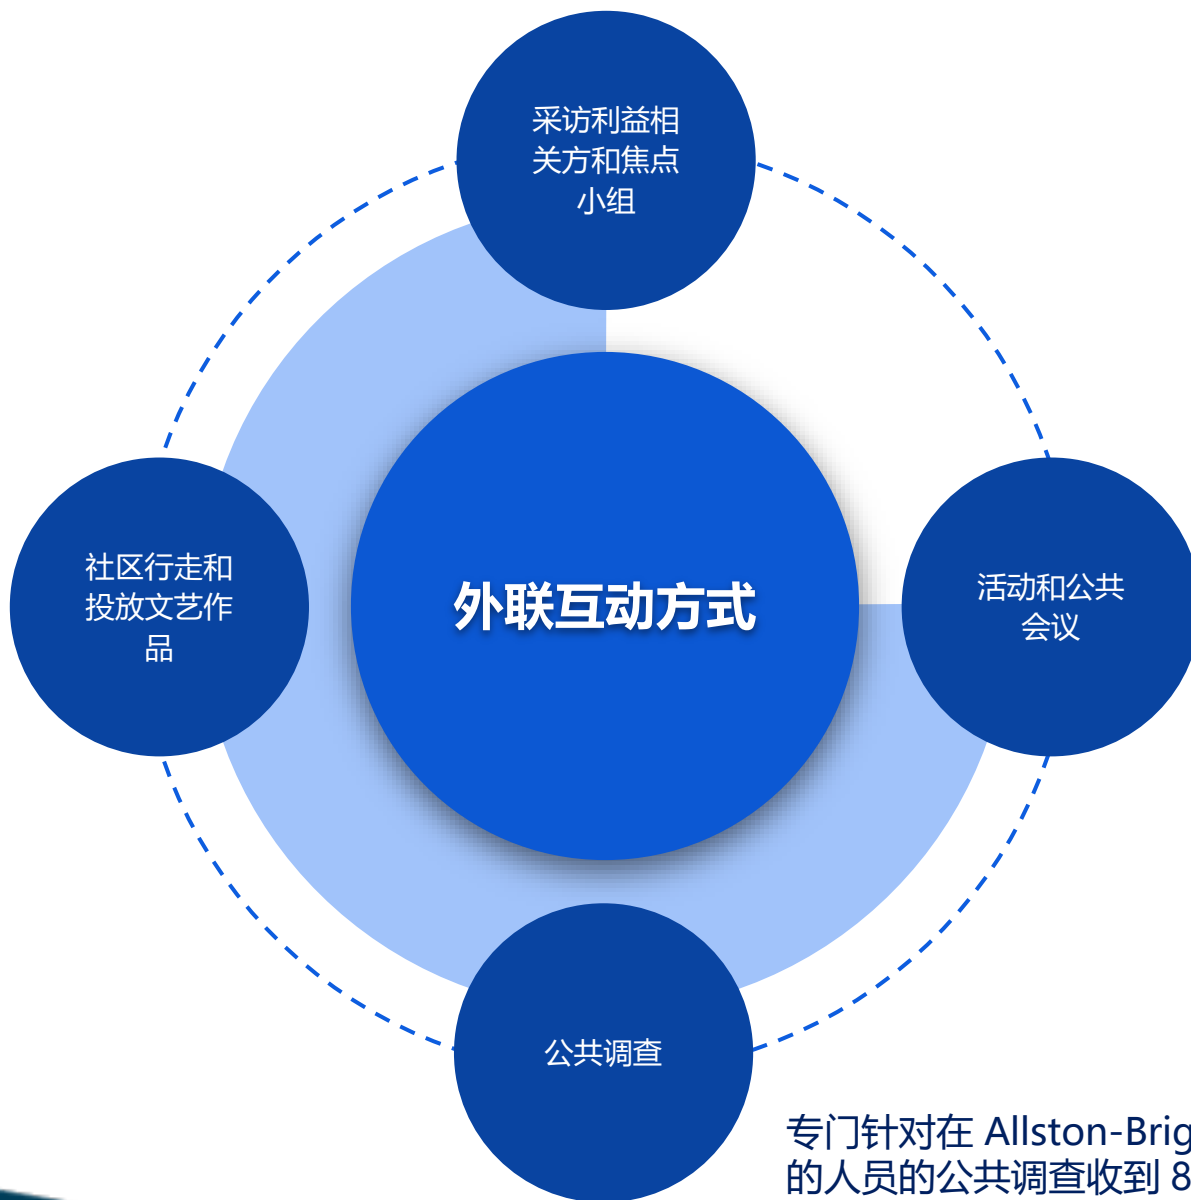 采访利益相
关方和焦点
小组
社区行走和
投放文艺作
品
外联互动方式
活动和公共
会议
公共调查
专门针对在 Allston-Brig
的人员的公共调查收到 8